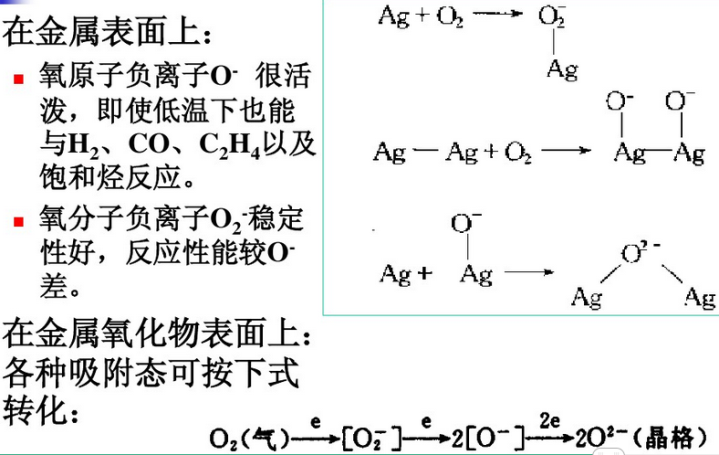 在金属表面上：
氧原子负离子O⁻ 很活
泼，即使低温下也能
与H₂、CO、C₂H₄以及
饱和烃反应。
氧分子负离子O₂⁻稳定
性好，反应性能较O⁻
差。
在金属氧化物表面上：
各种吸附态可按下式
转化：
Ag + O₂ → O₂⁻
Ag
O⁻ O⁻
Ag — Ag + O₂ → Ag—Ag
O⁻ O²⁻
Ag + Ag →
Ag Ag
O₂(气) —e→ [O₂⁻] —e→ 2[O⁻] —2e→ 2O²⁻(晶格)